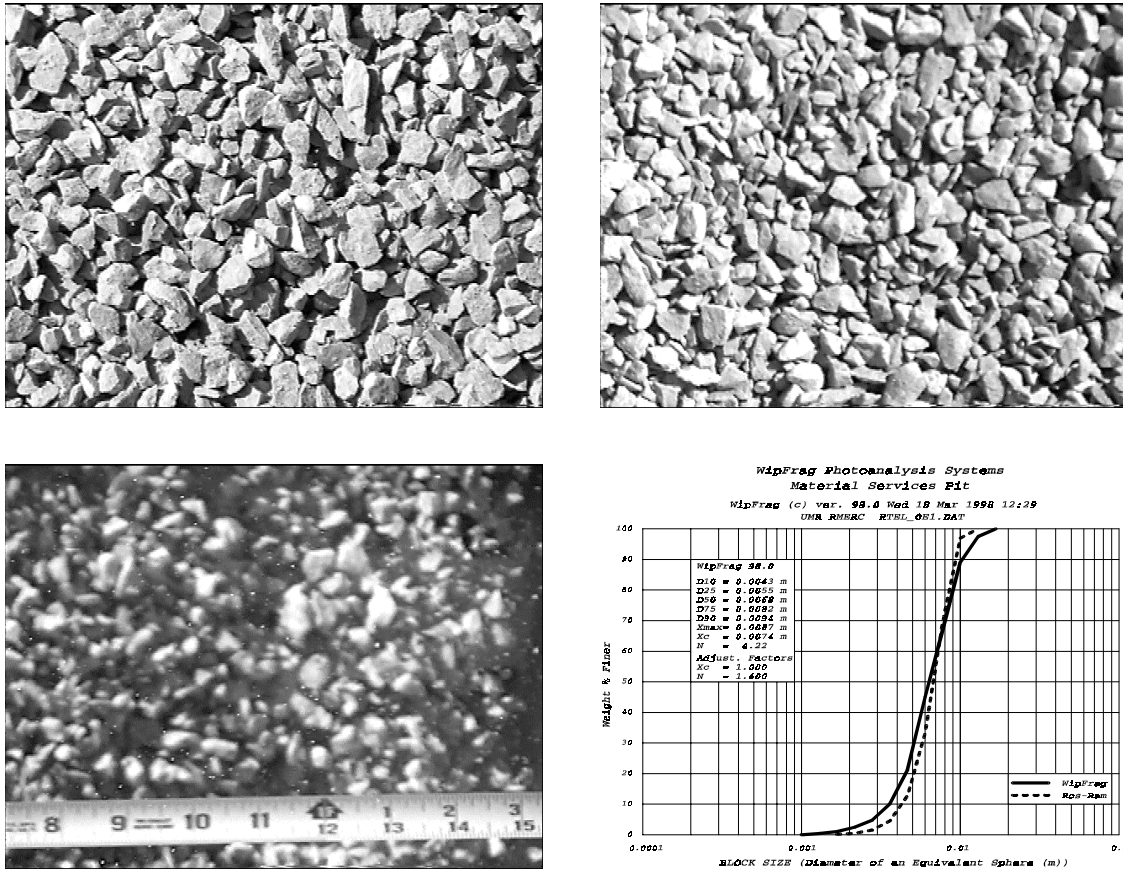 8 9 10 11 1 2 3
12 13 14 15
WipFrag Photoanalysis Systems
Material Services Pit
WipFrag (c) ver. 98.0 Wed 18 Mar 1998 12:29
UMR RMERC RTEL_OE1.DAT
100
90
80
70
60
50
40
30
20
10
0
Weight % Finer
WipFrag 98.0
D10 = 0.0043 m
D25 = 0.0055 m
D50 = 0.0068 m
D75 = 0.0082 m
D90 = 0.0094 m
Xmax= 0.0087 m
Xc = 0.0074 m
N = 4.22
Adjust. Factors
Xc = 1.000
N =
WipFrag
Ros-Ram
0.0001 0.001 0.01 0.
BLOCK SIZE (Diameter of an Equivalent Sphere (m))